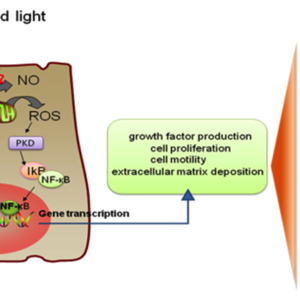 d light
NO
ROS
PKD
IkB
NF-κB
NF-κB
Gene transcription
growth factor production
cell proliferation
cell motility
extracellular matrix deposition